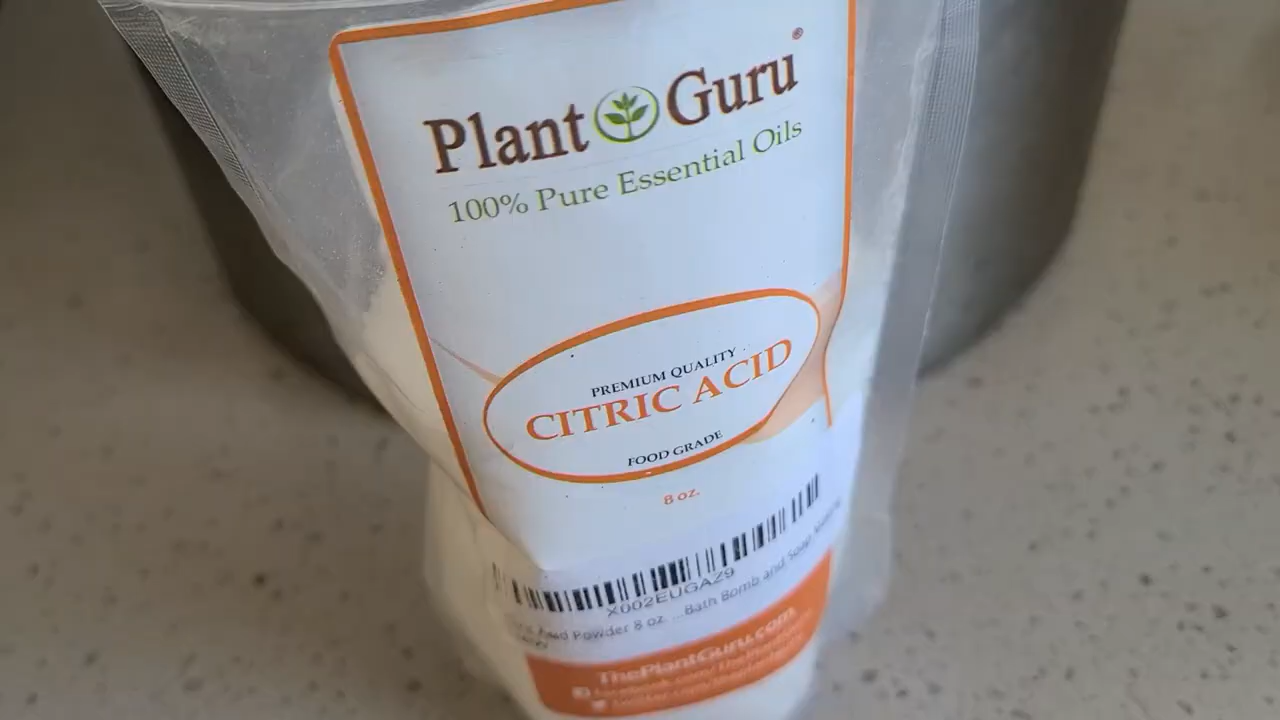 Plant Guru®
100% Pure Essential Oils
PREMIUM QUALITY
CITRIC ACID
FOOD GRADE
8 oz.
X002EUGAZ9
Acid Powder 8 oz. ...Bath Bomb and Soap
ThePlantGuru.com